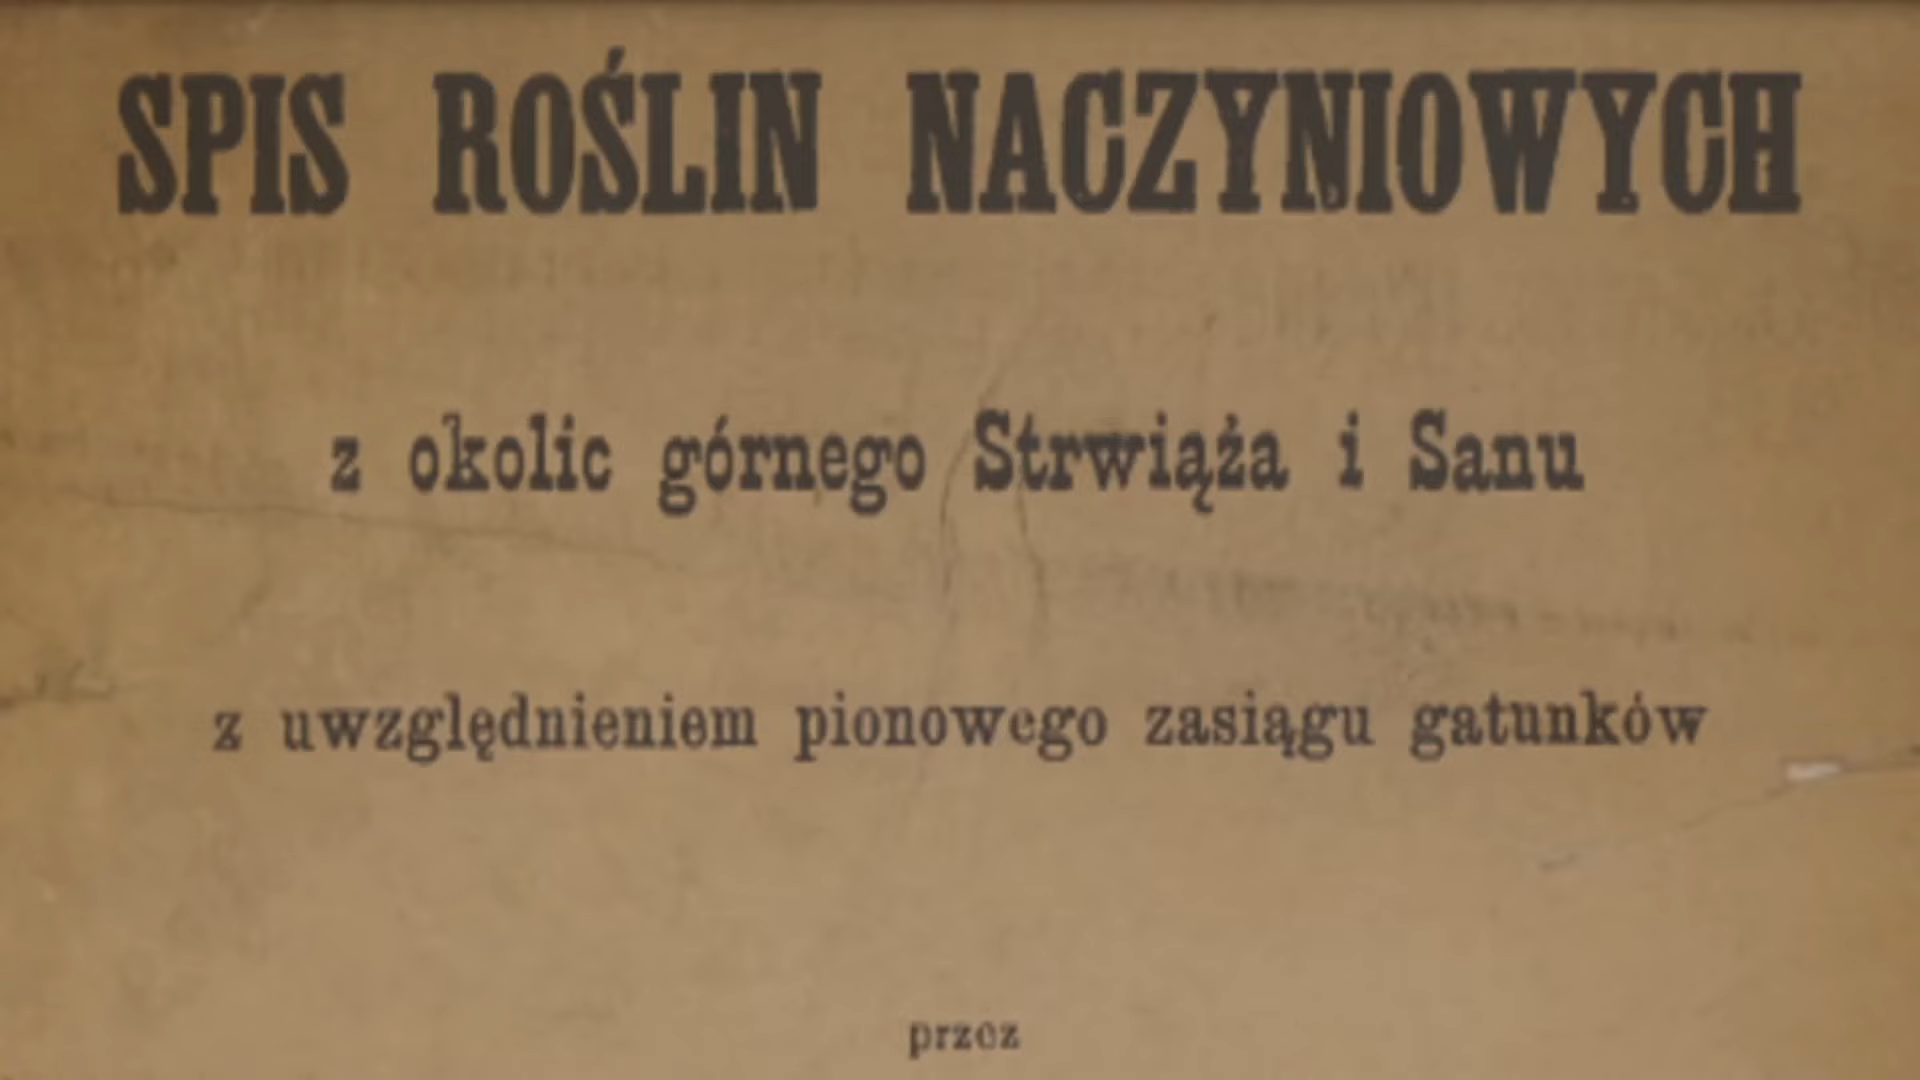 SPIS ROŚLIN NACZYNIOWYCH
z okolic górnego Strwiąża i Sanu
z uwzględnieniem pionowego zasiągu gatunków
przez